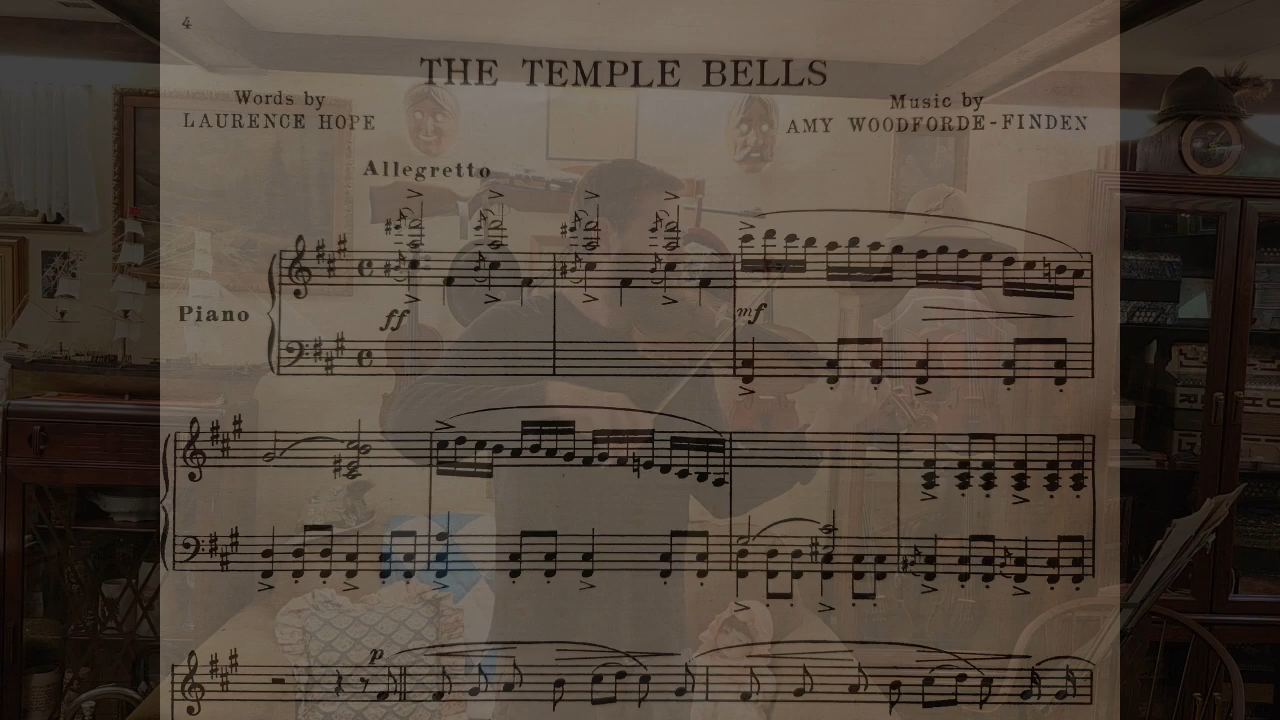 4
THE TEMPLE BELLS
Words by
LAURENCE HOPE
Music by
AMY WOODFORDE-FINDEN
Allegretto
Piano
ff
mf
p